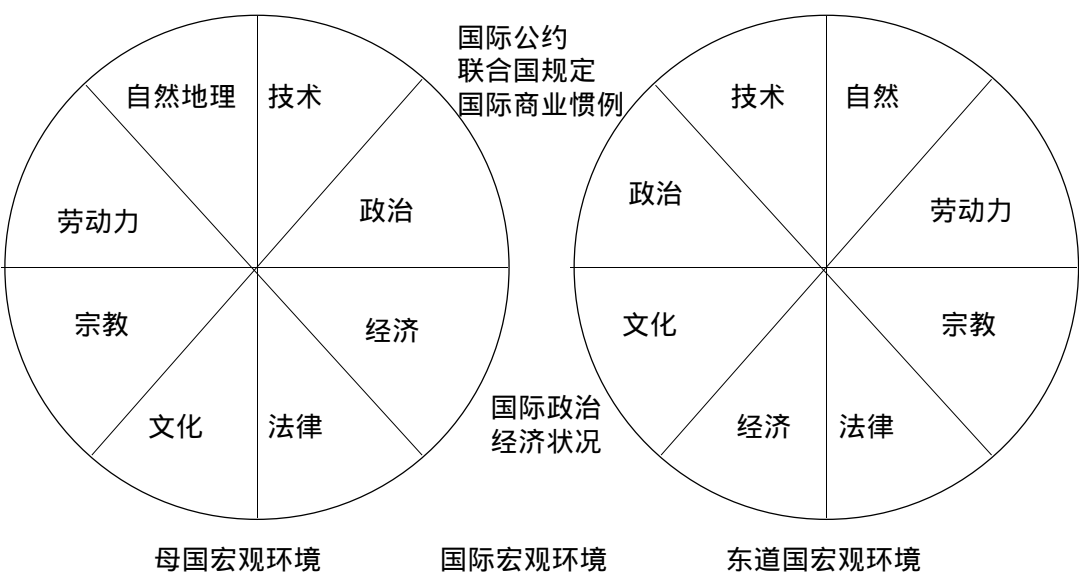 国际公约
联合国规定
国际商业惯例
自然地理
技术
劳动力
政治
宗教
经济
文化
法律
国际政治
经济状况
技术
自然
政治
劳动力
文化
宗教
经济
法律
母国宏观环境
国际宏观环境
东道国宏观环境